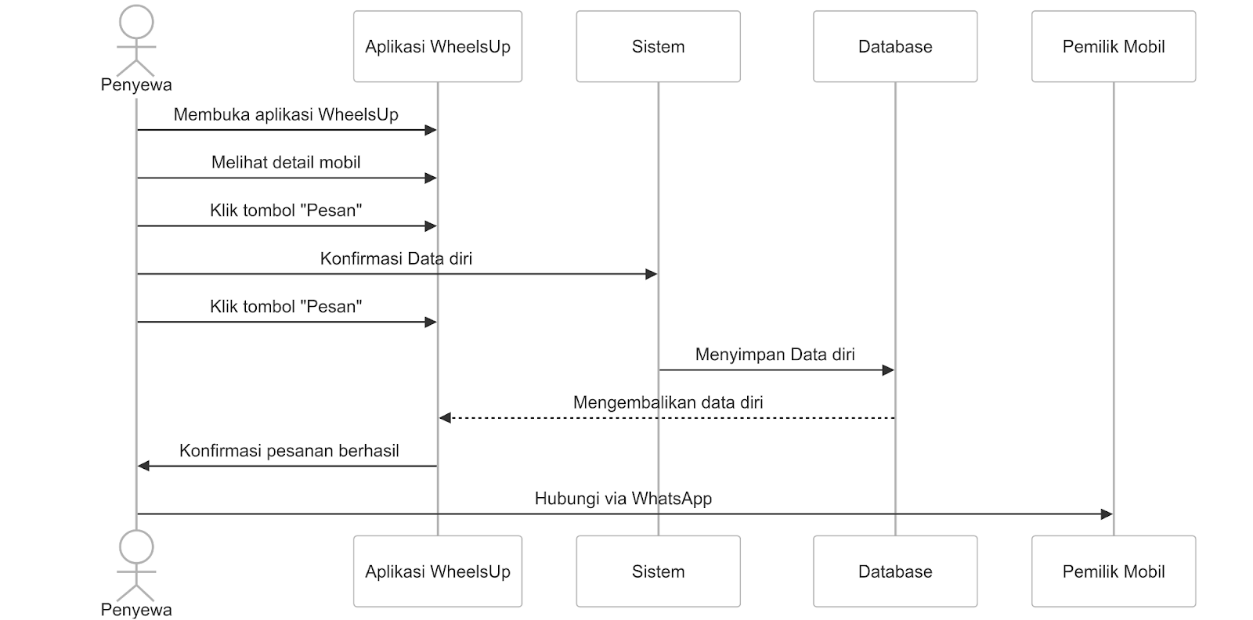 Penyewa
Aplikasi WheelsUp
Sistem
Database
Pemilik Mobil
Membuka aplikasi WheelsUp
Melihat detail mobil
Klik tombol "Pesan"
Konfirmasi Data diri
Klik tombol "Pesan"
Menyimpan Data diri
Mengembalikan data diri
Konfirmasi pesanan berhasil
Hubungi via WhatsApp
Penyewa
Aplikasi WheelsUp
Sistem
Database
Pemilik Mobil